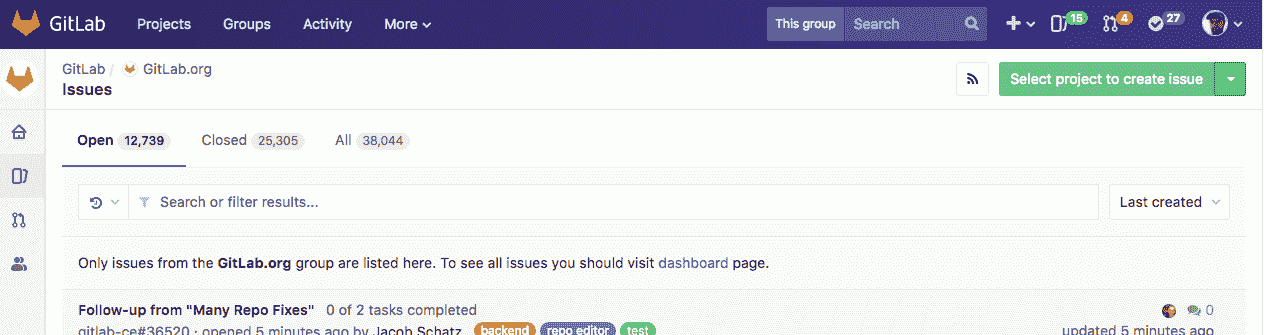 GitLab Projects Groups Activity More This group Search 15 4 27
GitLab / GitLab.org
Issues
Select project to create issue
Open 12,739 Closed 25,305 All 38,044
Search or filter results... Last created
Only issues from the GitLab.org group are listed here. To see all issues you should visit dashboard page.
Follow-up from "Many Repo Fixes" 0 of 2 tasks completed 0
gitlab-ce#36520 · opened 5 minutes ago by Jacob Schatz backend repo editor test updated 5 minutes ago